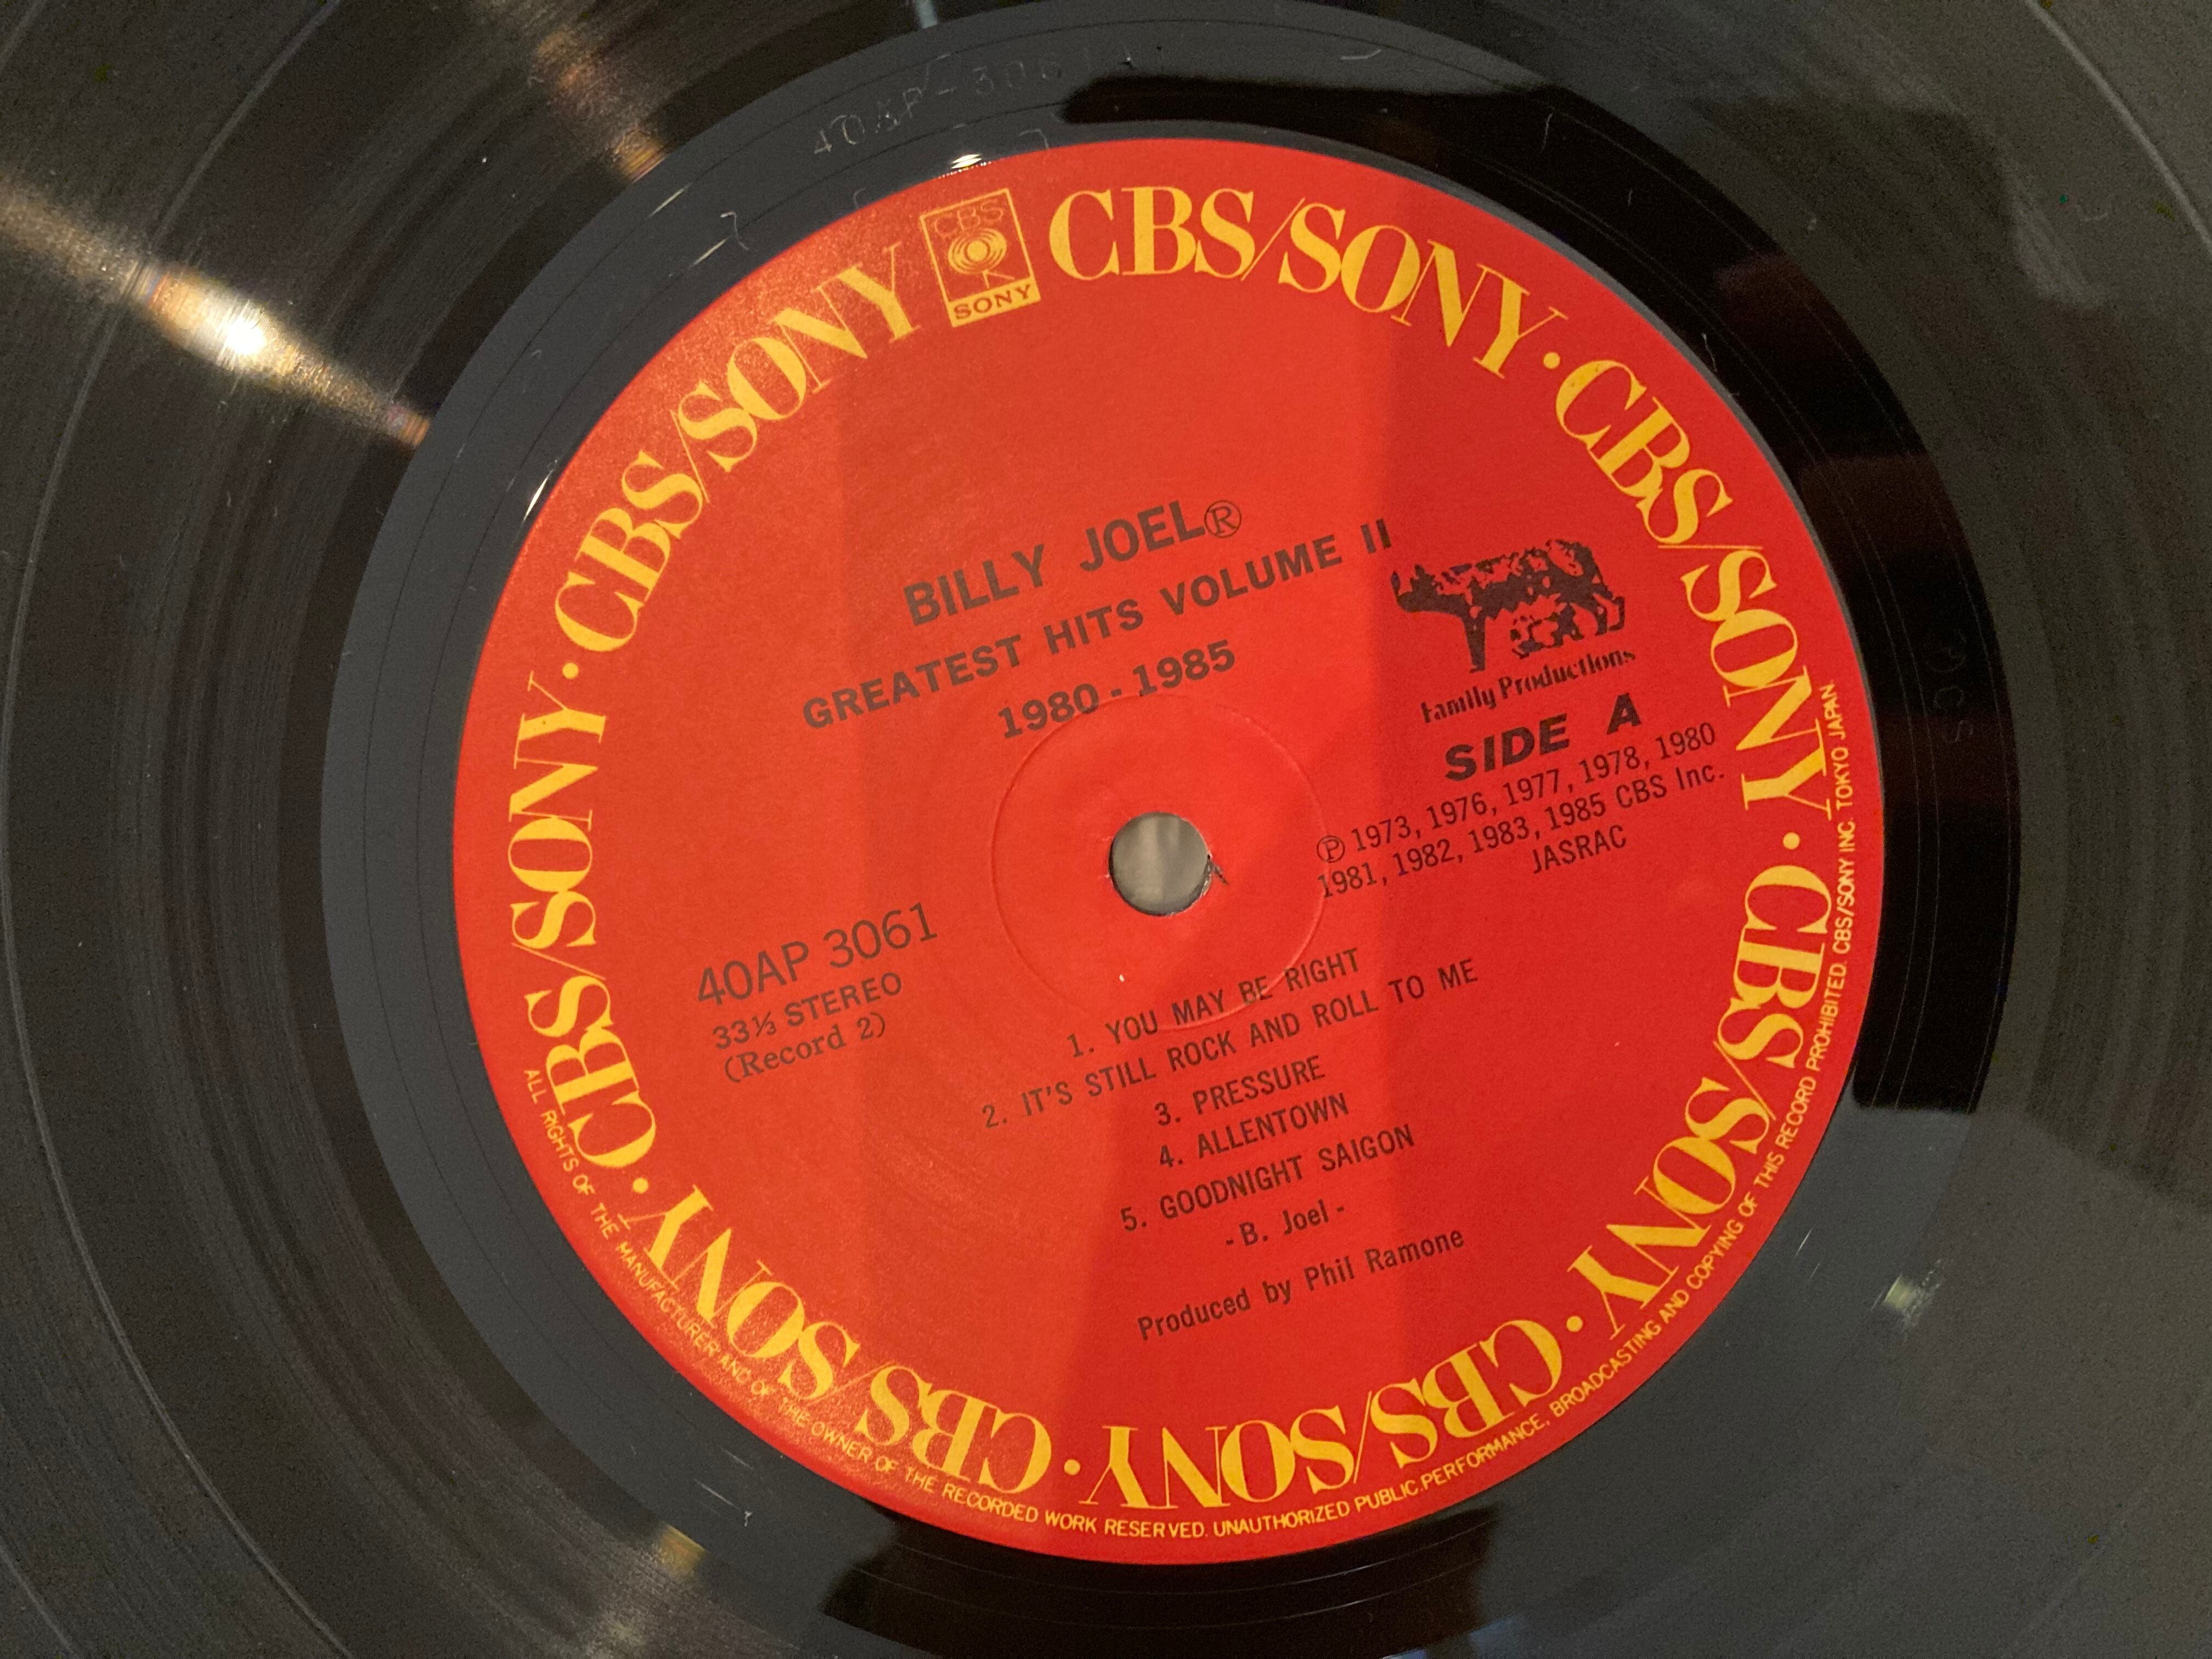 40AP-3061
CBS
SONY
CBS/SONY · CBS/SONY · CBS/SONY · CBS/SONY · CBS/SONY · CBS/SONY · CBS/SONY · CBS/SONY
BILLY JOEL®
GREATEST HITS VOLUME II
1980 - 1985
Family Productions
SIDE A
℗ 1973, 1976, 1977, 1978, 1980
1981, 1982, 1983, 1985 CBS Inc.
JASRAC
40AP 3061
33⅓ STEREO
(Record 2)
1. YOU MAY BE RIGHT
2. IT'S STILL ROCK AND ROLL TO ME
3. PRESSURE
4. ALLENTOWN
5. GOODNIGHT SAIGON
- B. Joel -
Produced by Phil Ramone
ALL RIGHTS OF THE MANUFACTURER AND OF THE OWNER OF THE RECORDED WORK RESERVED. UNAUTHORIZED PUBLIC PERFORMANCE, BROADCASTING AND COPYING OF THIS RECORD PROHIBITED. CBS/SONY INC. TOKYO JAPAN